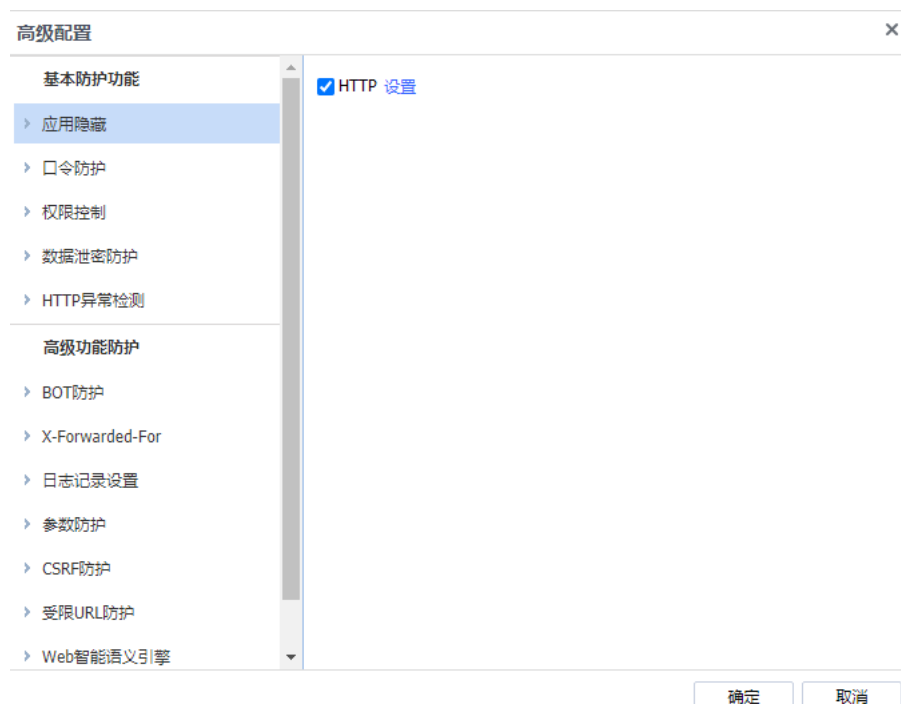 高级配置
基本防护功能
应用隐藏
口令防护
权限控制
数据泄密防护
HTTP异常检测
高级功能防护
BOT防护
X-Forwarded-For
日志记录设置
参数防护
CSRF防护
受限URL防护
Web智能语义引擎
HTTP 设置
确定 取消